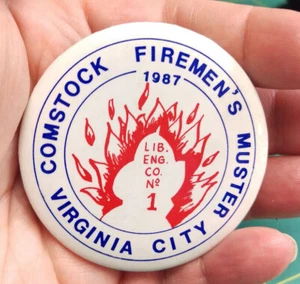 COMSTOCK FIREMEN'S MUSTER
1987
LIB.
ENG.
CO.
Nº
1
VIRGINIA CITY